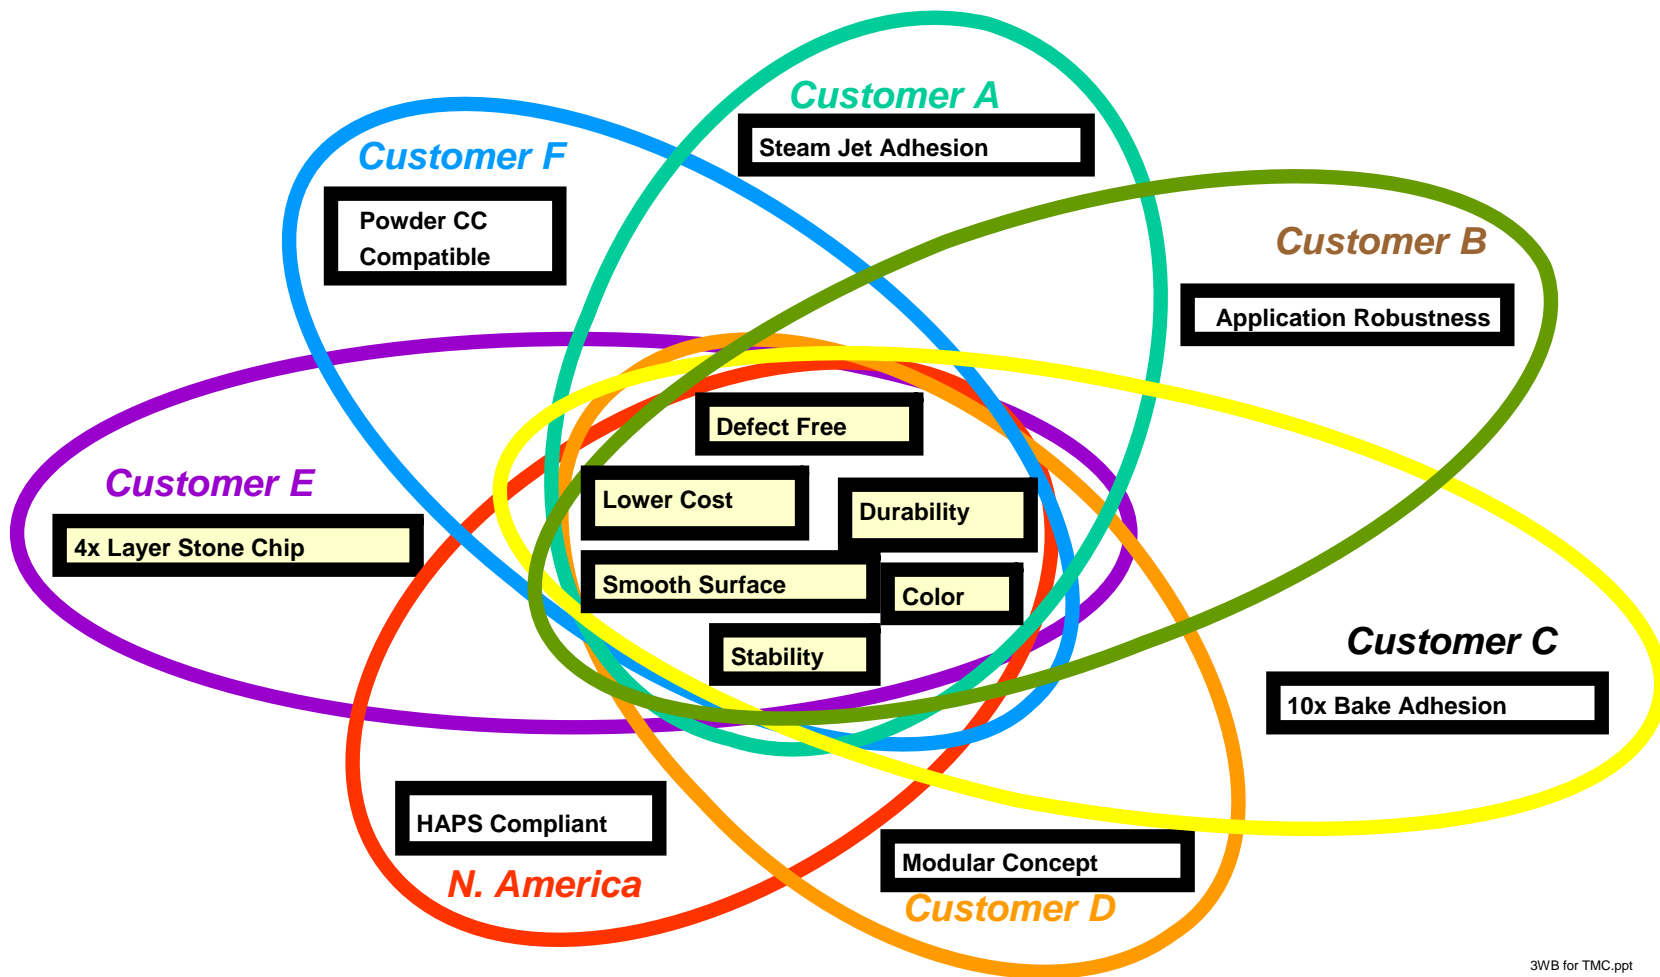 Customer A
Steam Jet Adhesion
Customer F
Powder CC
Compatible
Customer B
Application Robustness
Defect Free
Customer E
Lower Cost
Durability
4x Layer Stone Chip
Smooth Surface
Color
Stability
Customer C
10x Bake Adhesion
HAPS Compliant
N. America
Modular Concept
Customer D
3WB for TMC.ppt